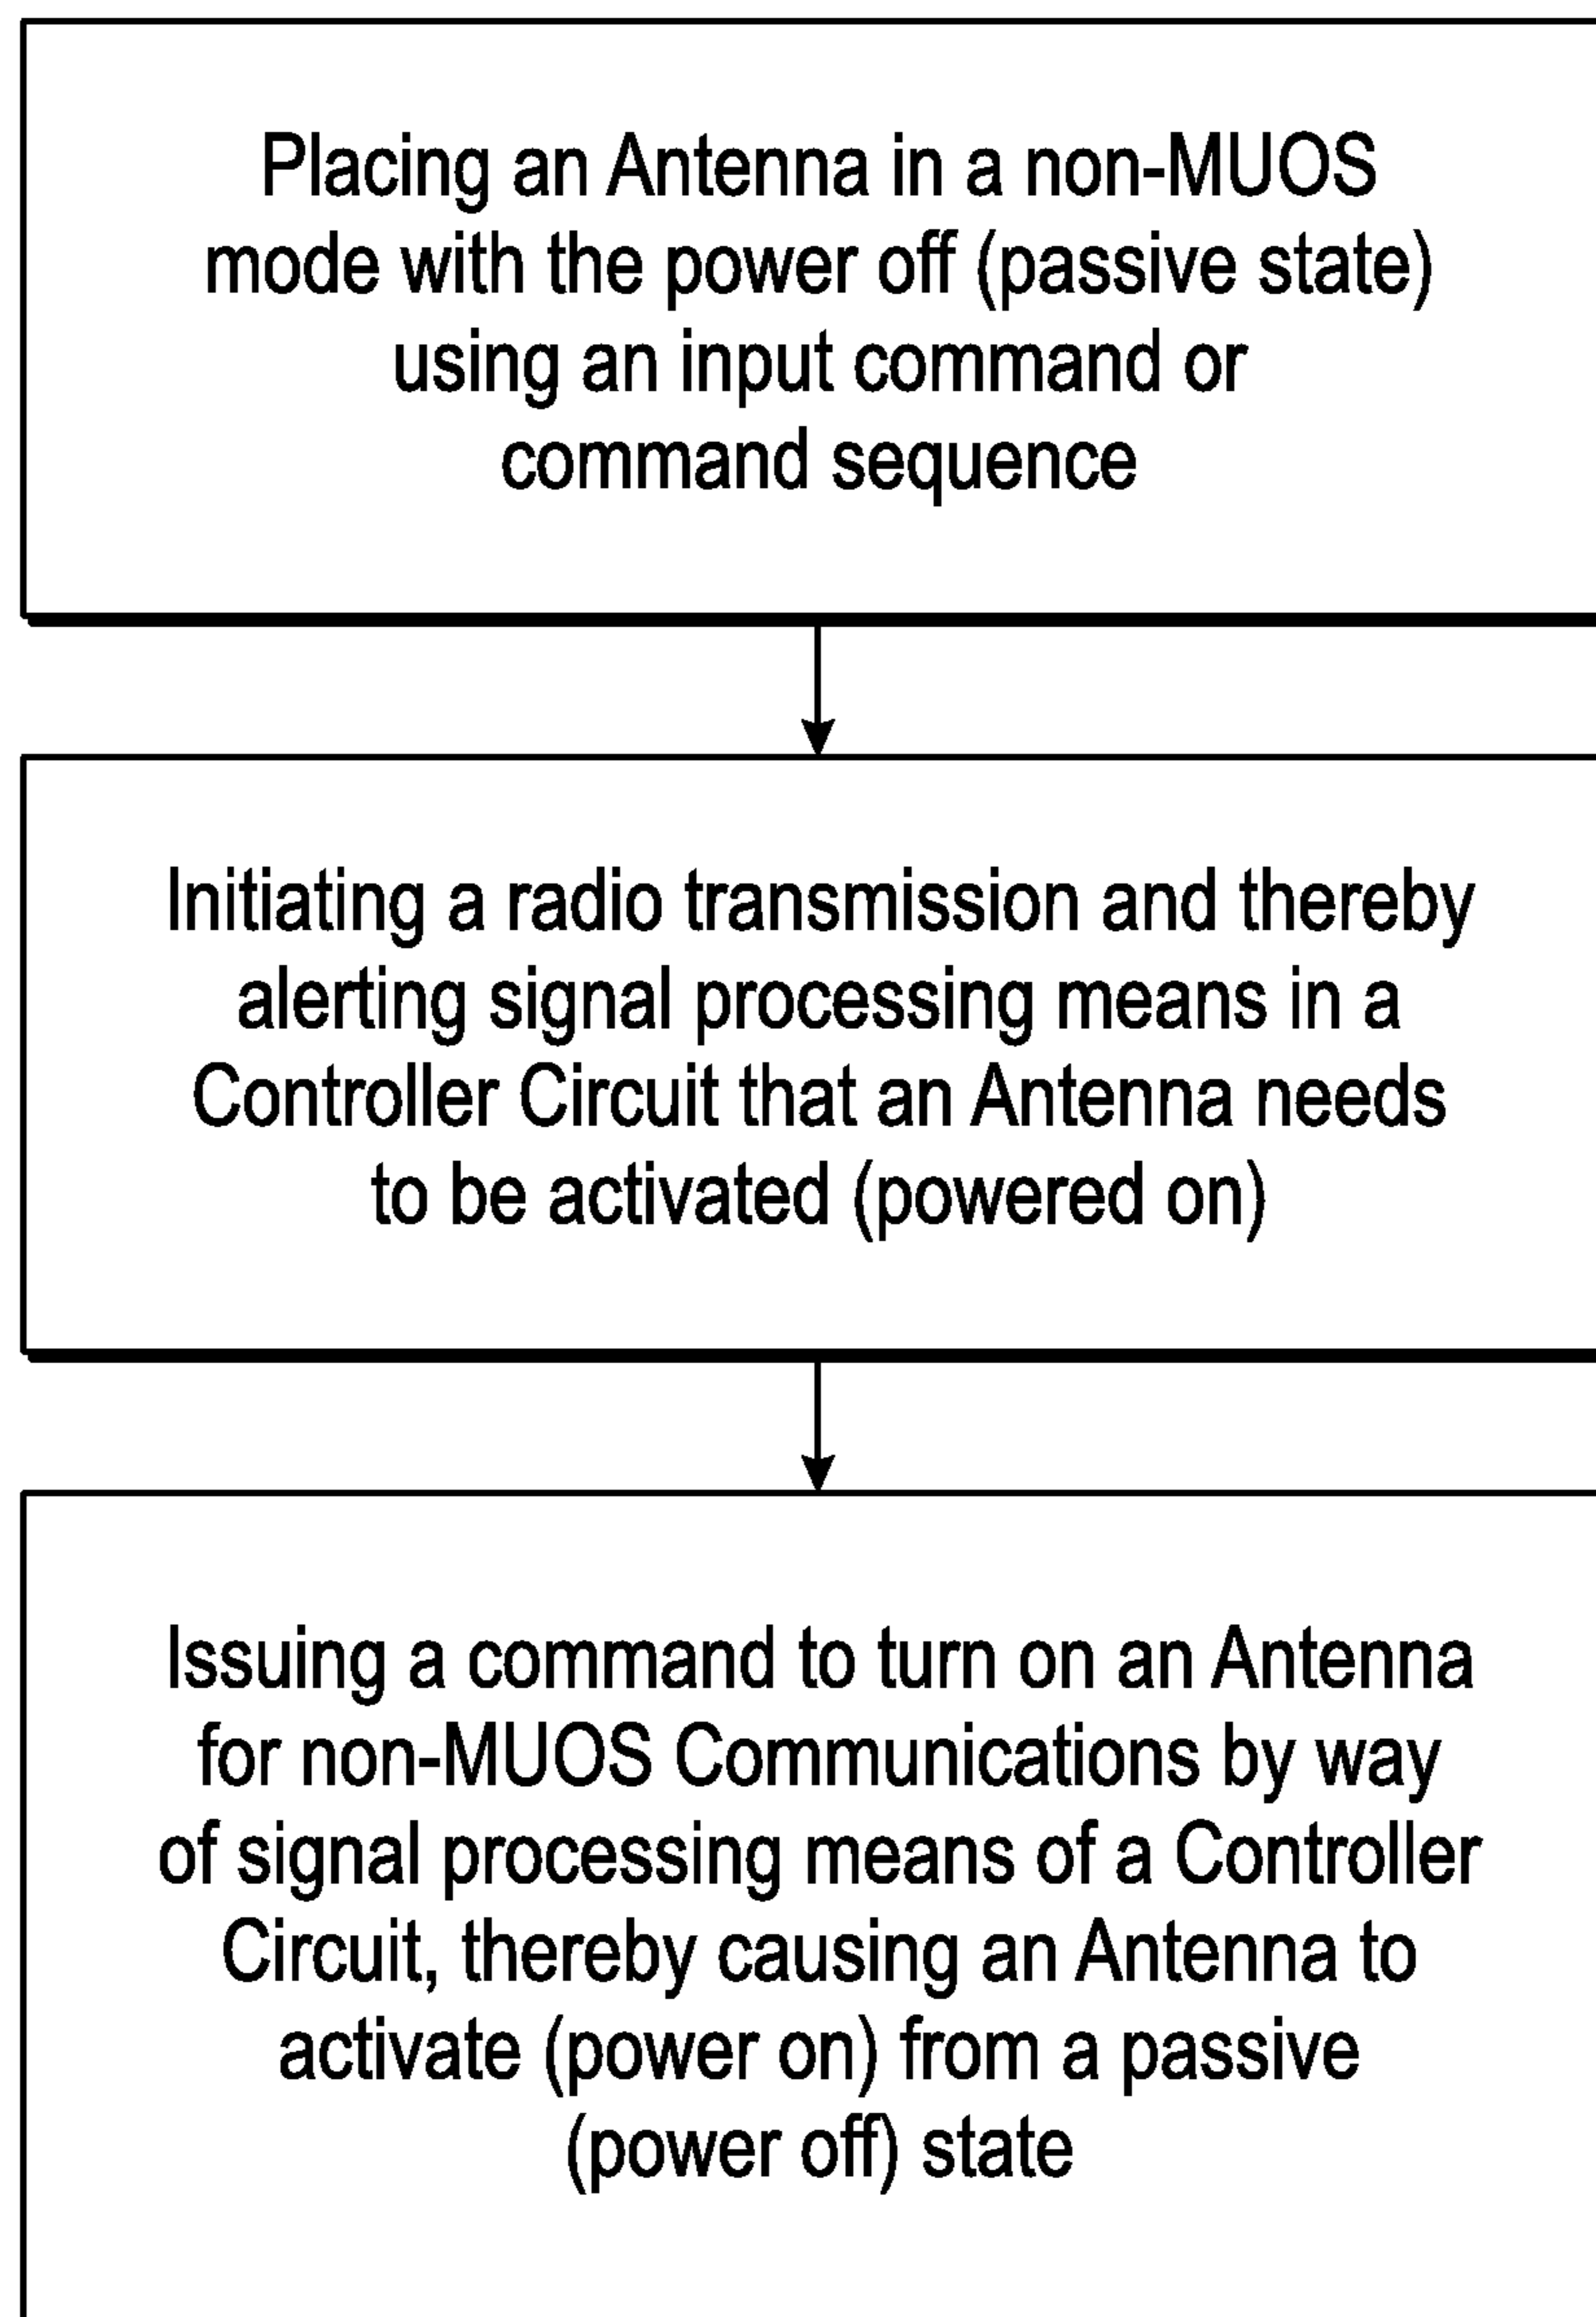 Placing an Antenna in a non-MUOS
mode with the power off (passive state)
using an input command or
command sequence
Initiating a radio transmission and thereby
alerting signal processing means in a
Controller Circuit that an Antenna needs
to be activated (powered on)
Issuing a command to turn on an Antenna
for non-MUOS Communications by way
of signal processing means of a Controller
Circuit, thereby causing an Antenna to
activate (power on) from a passive
(power off) state